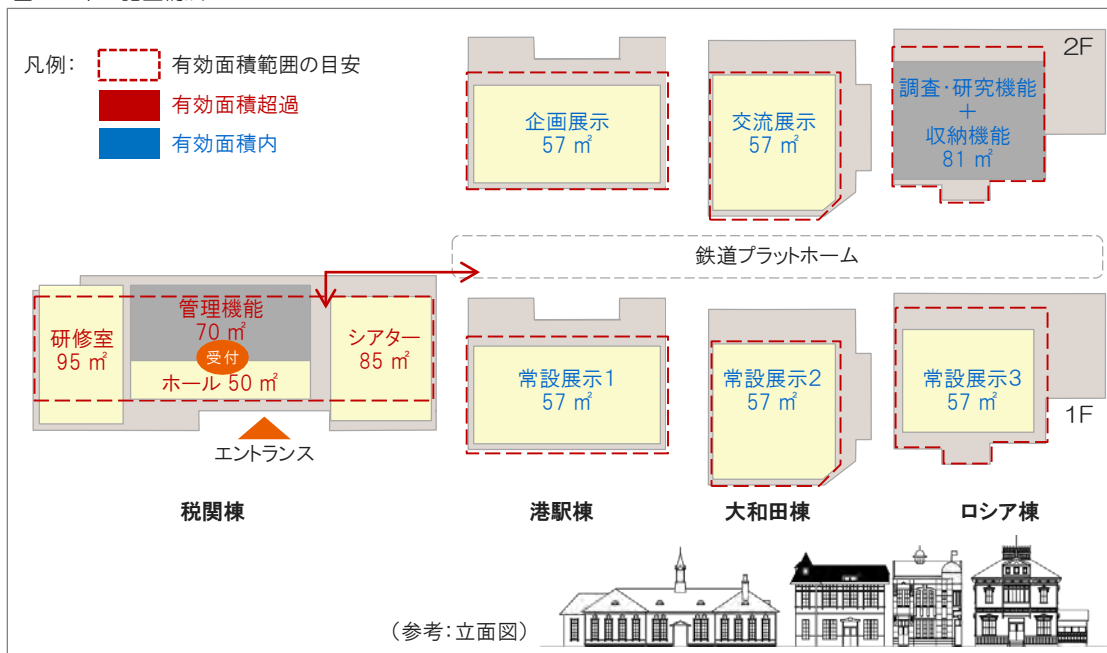 凡例：
有効面積範囲の目安
有効面積超過
有効面積内
2F
企画展示
57 ㎡
交流展示
57 ㎡
調査・研究機能
＋
収納機能
81 ㎡
鉄道プラットホーム
研修室
95 ㎡
管理機能
70 ㎡
受付
ホール 50 ㎡
シアター
85 ㎡
エントランス
常設展示1
57 ㎡
常設展示2
57 ㎡
常設展示3
57 ㎡
1F
税関棟
港駅棟
大和田棟
ロシア棟
（参考：立面図）